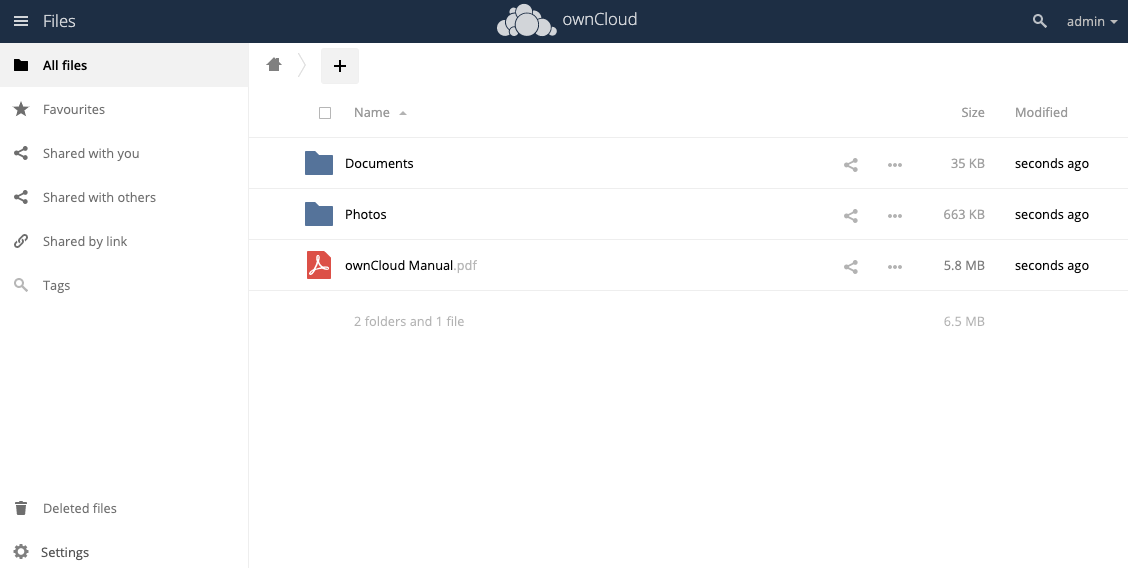 Files
ownCloud
admin
All files
Favourites
Shared with you
Shared with others
Shared by link
Tags
Deleted files
Settings
Name Size Modified
Documents 35 KB seconds ago
Photos 663 KB seconds ago
ownCloud Manual.pdf 5.8 MB seconds ago
2 folders and 1 file 6.5 MB